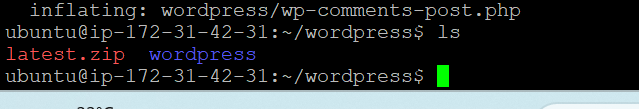 inflating: wordpress/wp-comments-post.php
ubuntu@ip-172-31-42-31:~/wordpress$ ls
latest.zip  wordpress
ubuntu@ip-172-31-42-31:~/wordpress$